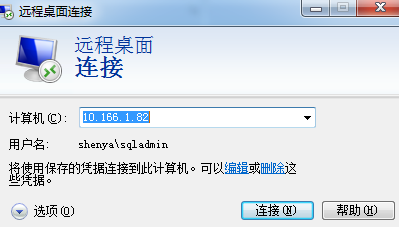 远程桌面连接
远程桌面
连接
计算机(C): 10.166.1.82
用户名: shenya\sqladmin
将使用保存的凭据连接到此计算机。可以编辑或删除这
些凭据。
选项(O) 连接(N) 帮助(H)